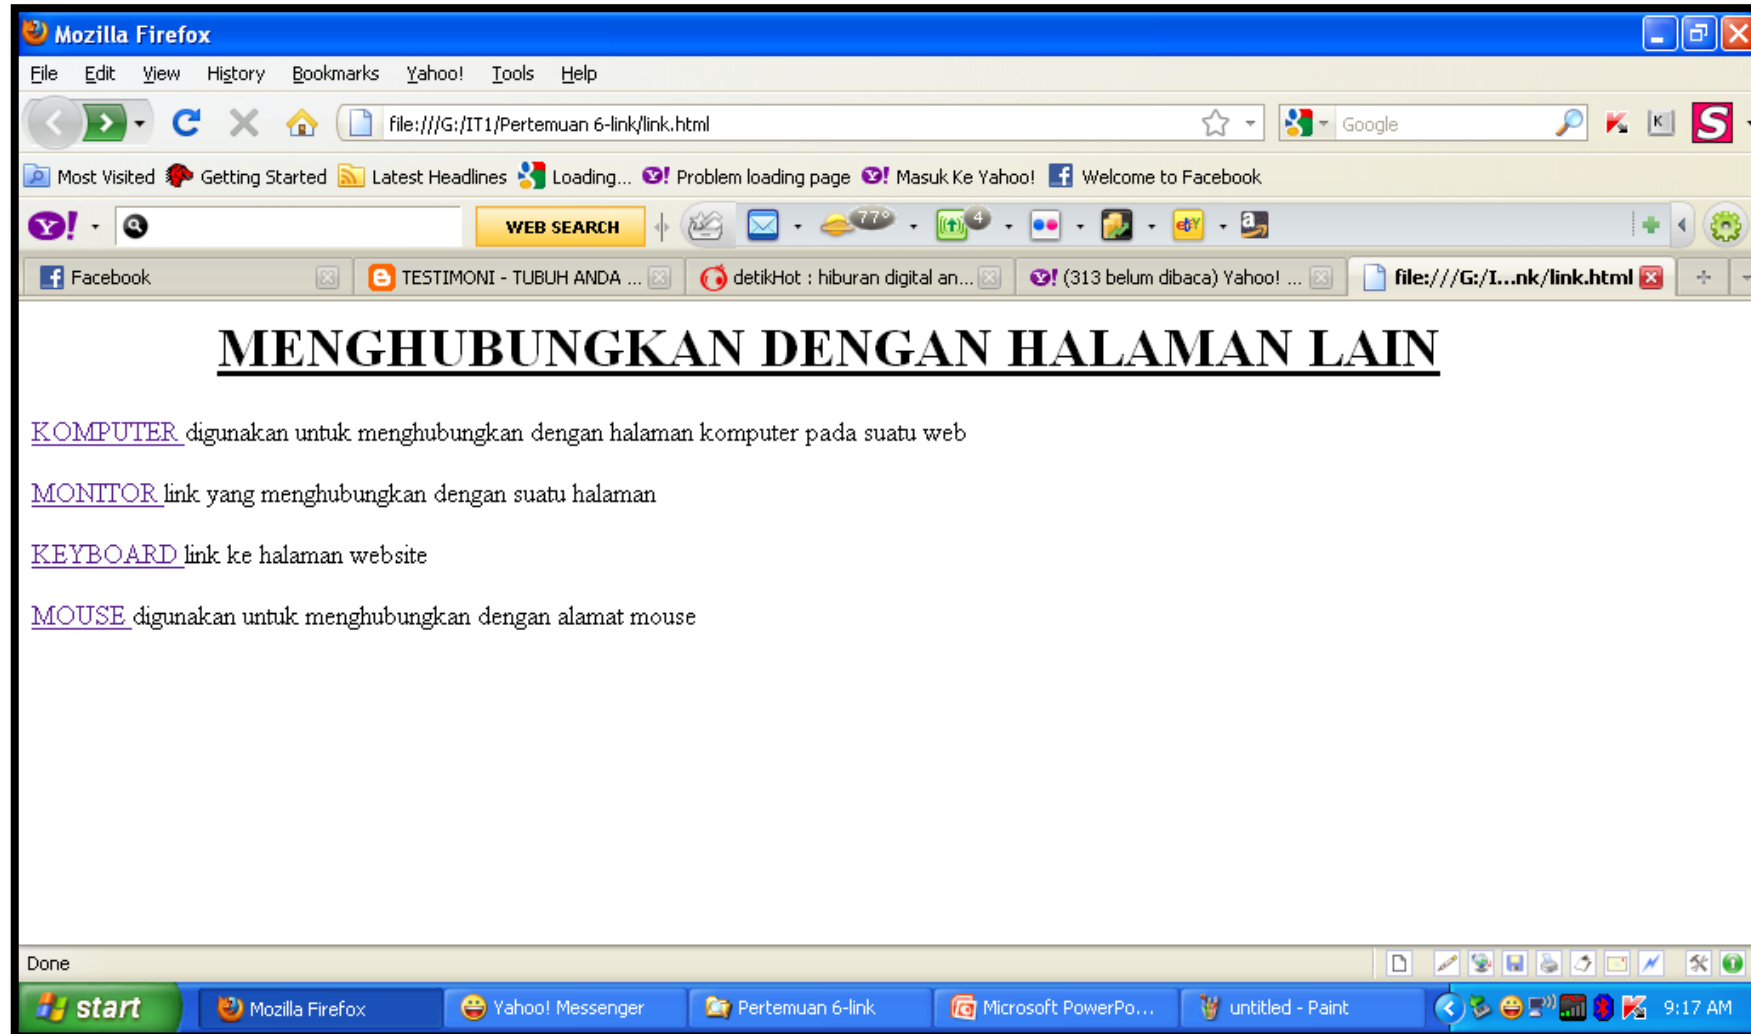 Mozilla Firefox
File Edit View History Bookmarks Yahoo! Tools Help
file:///G:/IT1/Pertemuan 6-link/link.html Google K S
Most Visited Getting Started Latest Headlines Loading... Problem loading page Masuk Ke Yahoo! Welcome to Facebook
Y! WEB SEARCH 77° 4 ebY a
Facebook TESTIMONI - TUBUH ANDA ... detikHot : hiburan digital an... (313 belum dibaca) Yahoo! ... file:///G:/I...nk/link.html
MENGHUBUNGKAN DENGAN HALAMAN LAIN
KOMPUTER digunakan untuk menghubungkan dengan halaman komputer pada suatu web
MONITOR link yang menghubungkan dengan suatu halaman
KEYBOARD link ke halaman website
MOUSE digunakan untuk menghubungkan dengan alamat mouse
Done
start Mozilla Firefox Yahoo! Messenger Pertemuan 6-link Microsoft PowerPo... untitled - Paint 9:17 AM